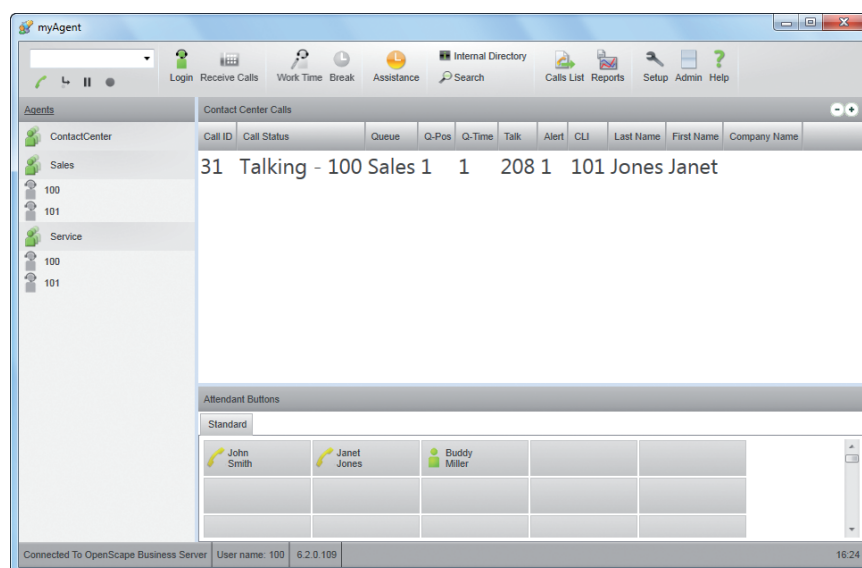 myAgent
Internal Directory
Login Receive Calls Work Time Break Assistance Search Calls List Reports Setup Admin Help
Agents
Contact Center Calls
ContactCenter
Call ID Call Status Queue Q-Pos Q-Time Talk Alert CLI Last Name First Name Company Name
Sales
31 Talking - 100 Sales 1 1 208 1 101 Jones Janet
100
101
Service
100
101
Attendant Buttons
Standard
John Smith
Janet Jones
Buddy Miller
Connected To OpenScape Business Server User name: 100 6.2.0.109 16:24